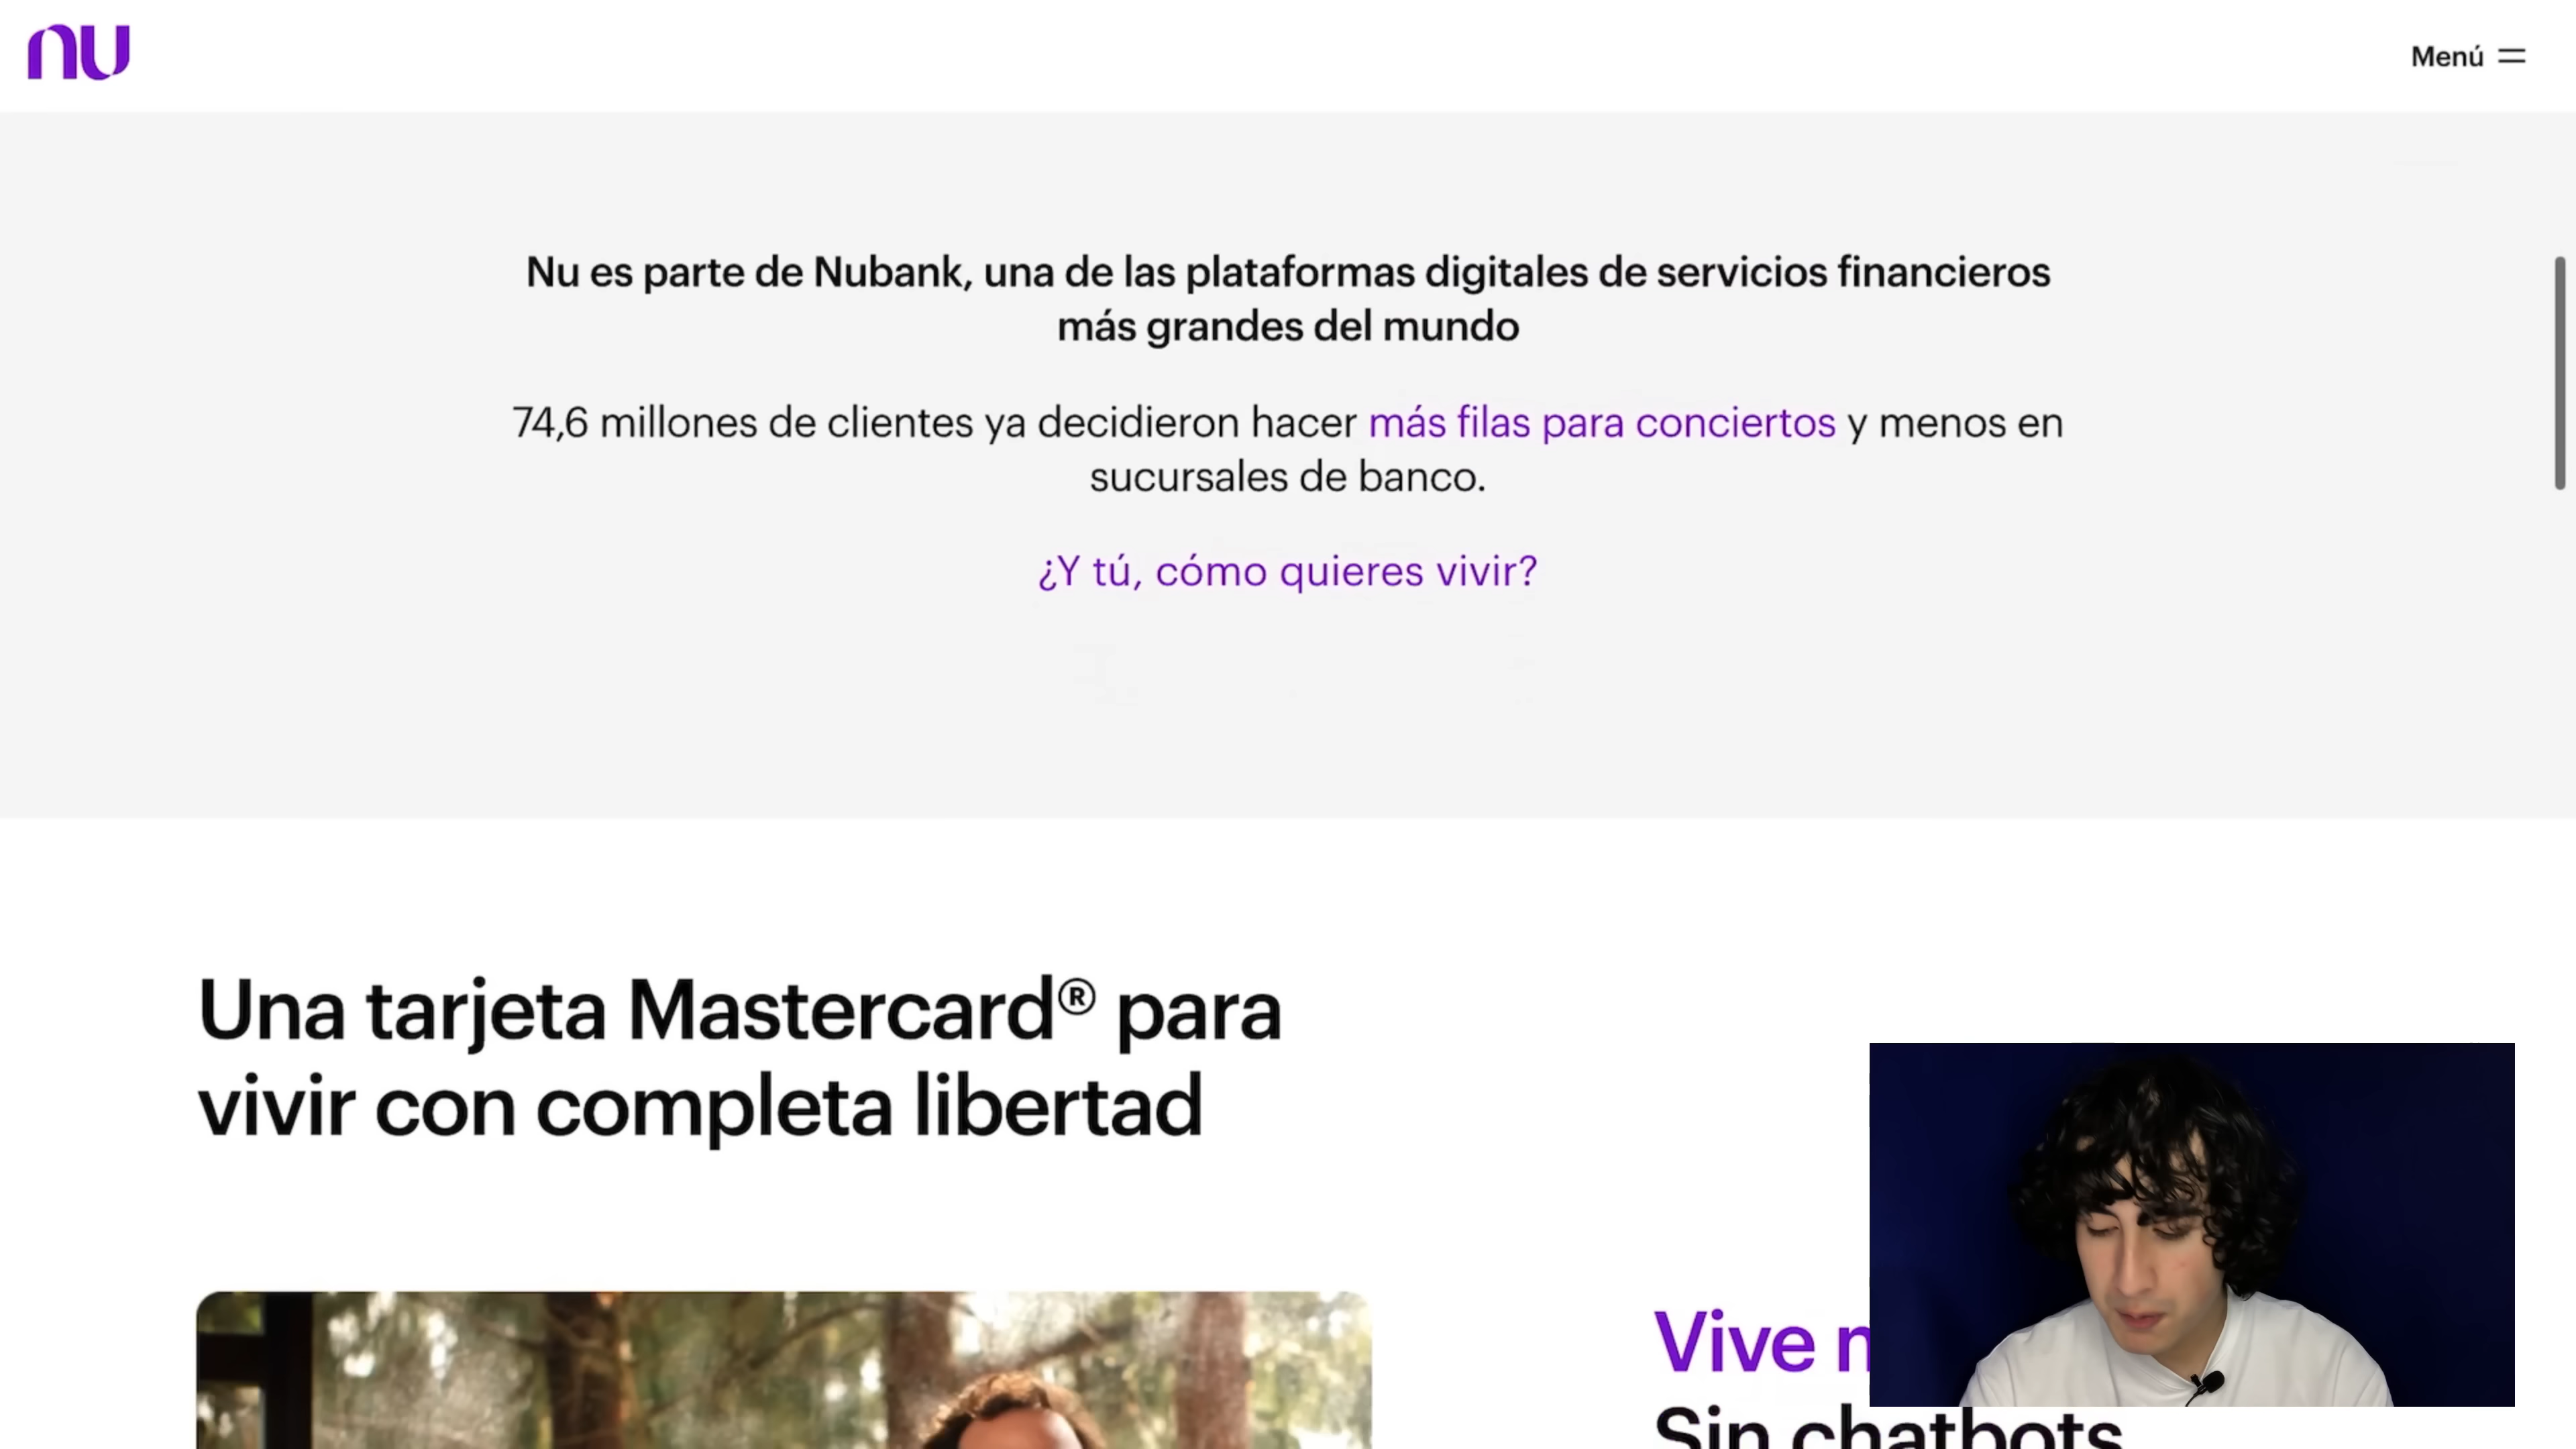 nu
Menú
Nu es parte de Nubank, una de las plataformas digitales de servicios financieros
más grandes del mundo
74,6 millones de clientes ya decidieron hacer más filas para conciertos y menos en
sucursales de banco.
¿Y tú, cómo quieres vivir?
Una tarjeta Mastercard® para
vivir con completa libertad
Vive
Sin chatbots